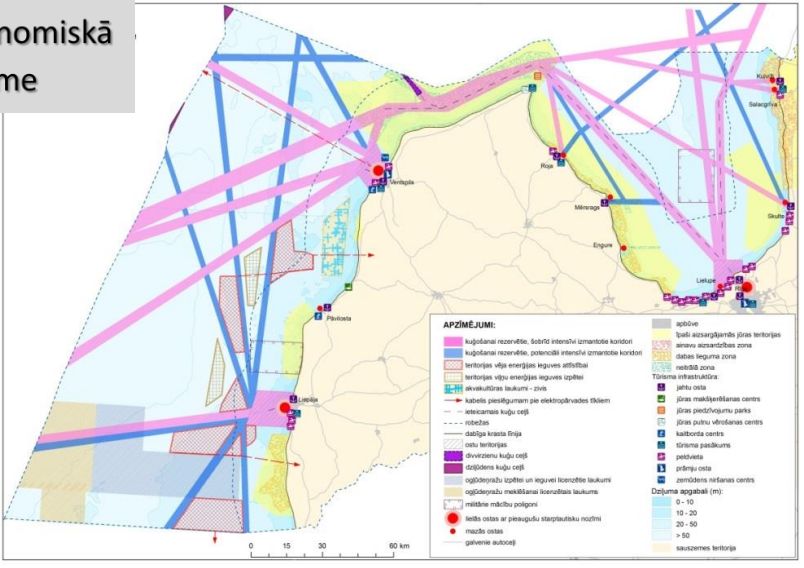 nomiskā
me
Kuivīži
Salacgrīva
Roja
Ventspils
Mērsrags
Skulte
Engure
Lielupe
Rīga
Pāvilosta
Liepāja
0 15 30 60 km
APZĪMĒJUMI:
kuģošanai rezervētie, šobrīd intensīvi izmantotie koridori
kuģošanai rezervētie, potenciāli intensīvi izmantotie koridori
teritorijas vēja enerģijas ieguves attīstībai
teritorijas viļņu enerģijas ieguves izpētei
akvakultūras laukumi - zivis
kabelis pieslēgumam pie elektropārvades tīkliem
ieteicamais kuģu ceļš
robežas
dabīga krasta līnija
ostu teritorijas
divvirzienu kuģu ceļš
dziļūdens kuģu ceļš
ogļūdeņražu izpētei un ieguvei licenzētie laukumi
ogļūdeņražu meklēšanai licenzētais laukums
militārie mācību poligoni
lielās ostas ar pieaugušu starptautisku nozīmi
mazās ostas
galvenie autoceļi
apbūve
īpaši aizsargājamās jūras teritorijas
ainavu aizsardzības zona
dabas lieguma zona
neitrālā zona
Tūrisma infrastruktūra:
jahtu osta
jūras makšķerēšanas centrs
jūras piedzīvojumu parks
jūras putnu vērošanas centrs
kaitborda centrs
tūrisma pasākums
peldvieta
prāmju osta
zemūdens niršanas centrs
Dziļuma apgabali (m):
0 - 10
10 - 20
20 - 50
> 50
sauszemes teritorija